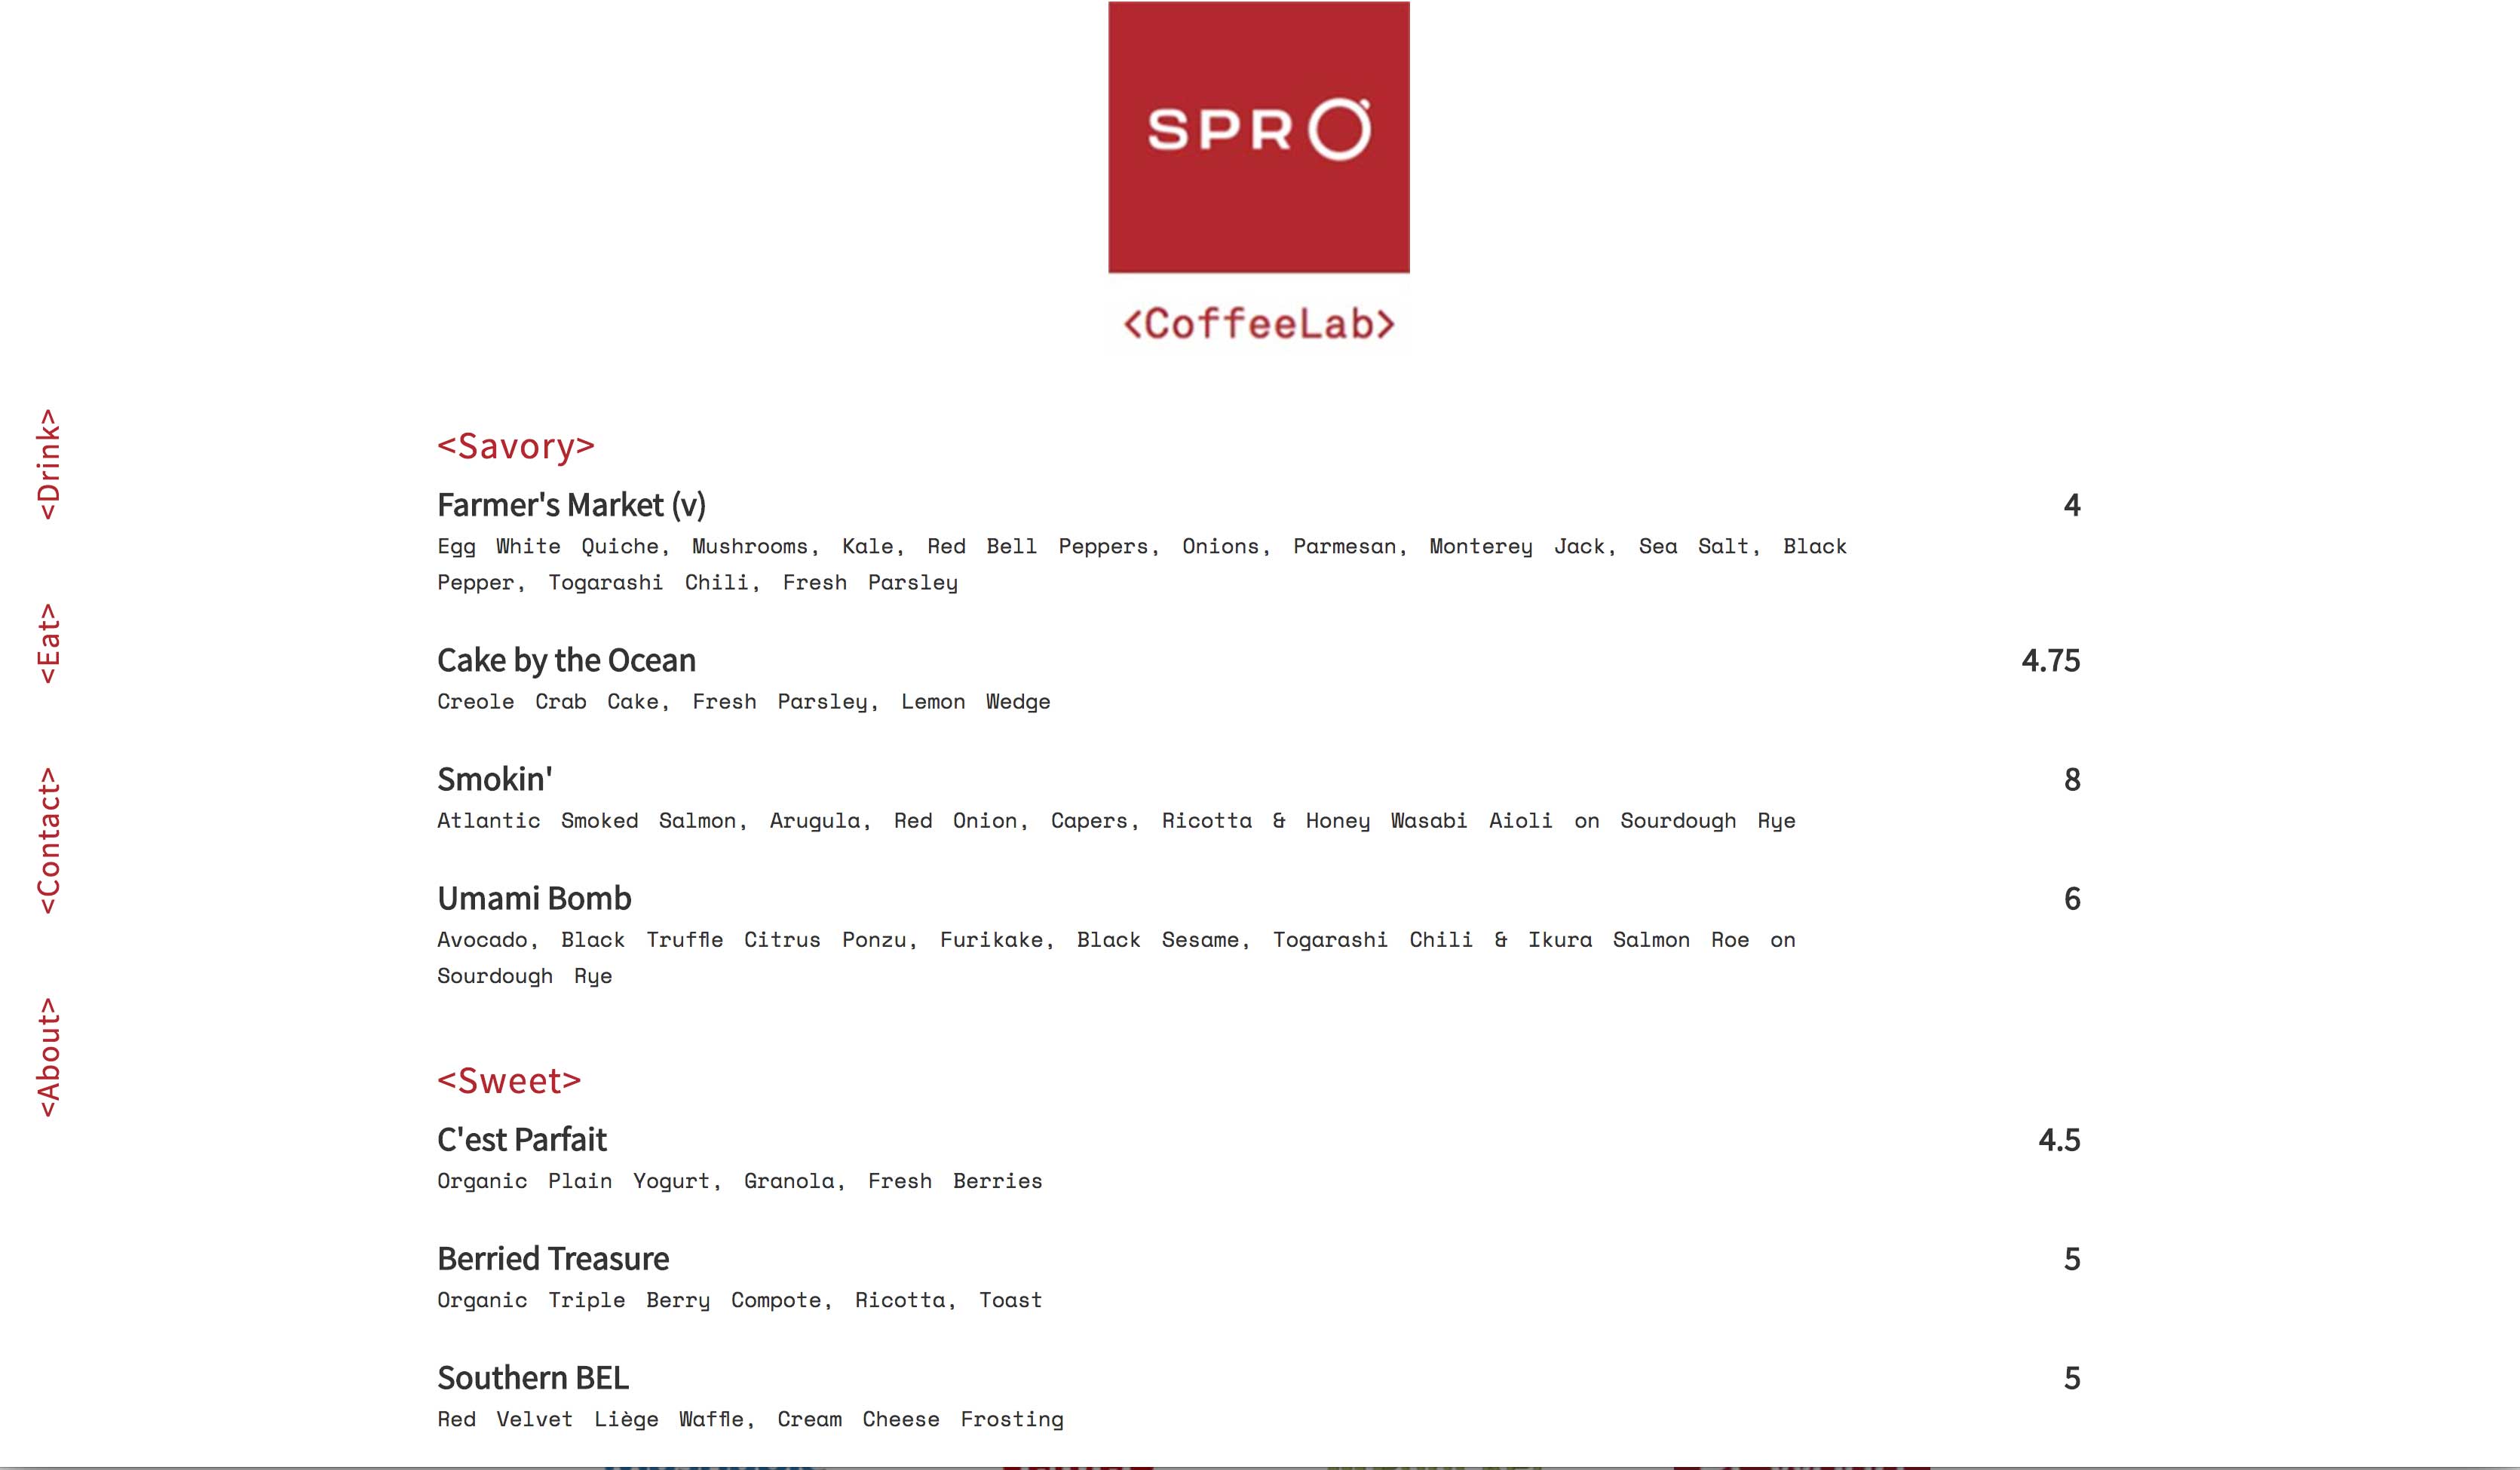 SPRO
<CoffeeLab>
<Drink>
<Eat>
<Contact>
<About>
<Savory>
Farmer's Market (v) 4
Egg White Quiche, Mushrooms, Kale, Red Bell Peppers, Onions, Parmesan, Monterey Jack, Sea Salt, Black
Pepper, Togarashi Chili, Fresh Parsley
Cake by the Ocean 4.75
Creole Crab Cake, Fresh Parsley, Lemon Wedge
Smokin' 8
Atlantic Smoked Salmon, Arugula, Red Onion, Capers, Ricotta & Honey Wasabi Aioli on Sourdough Rye
Umami Bomb 6
Avocado, Black Truffle Citrus Ponzu, Furikake, Black Sesame, Togarashi Chili & Ikura Salmon Roe on
Sourdough Rye
<Sweet>
C'est Parfait 4.5
Organic Plain Yogurt, Granola, Fresh Berries
Berried Treasure 5
Organic Triple Berry Compote, Ricotta, Toast
Southern BEL 5
Red Velvet Liège Waffle, Cream Cheese Frosting